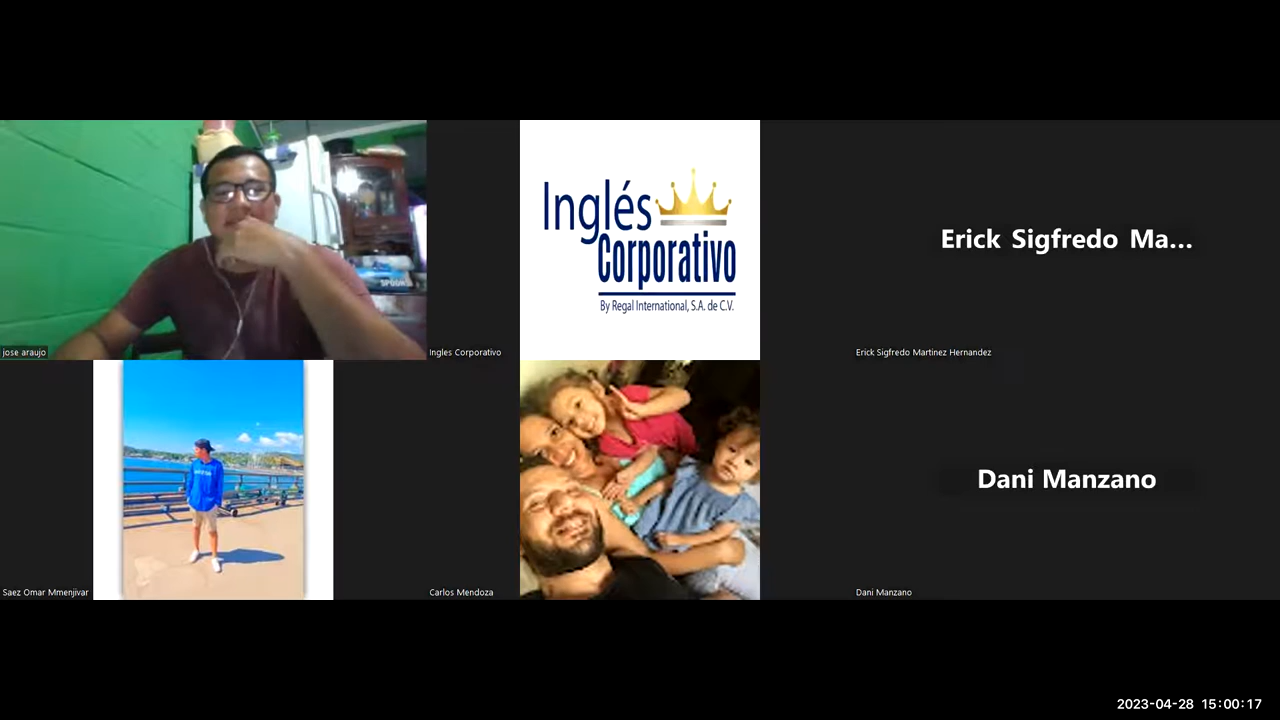 Inglés
Corporativo
By Regal International, S.A. de C.V.
Erick Sigfredo Ma...
jose araujo
Ingles Corporativo
Erick Sigfredo Martinez Hernandez
SPOONS
Dani Manzano
Saez Omar Mmenjivar
Carlos Mendoza
Dani Manzano
2023-04-28 15:00:17